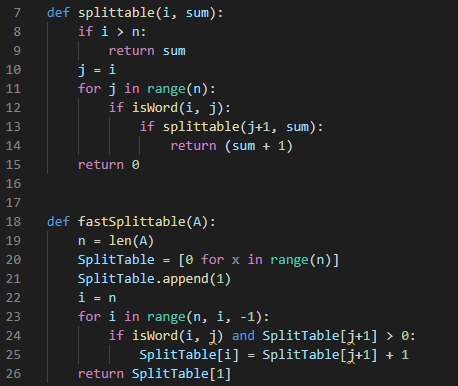 7 def splittable(i, sum):
8     if i > n:
9         return sum
10     j = i
11     for j in range(n):
12         if isWord(i, j):
13             if splittable(j+1, sum):
14                 return (sum + 1)
15     return 0
16
17
18 def fastSplittable(A):
19     n = len(A)
20     SplitTable = [0 for x in range(n)]
21     SplitTable.append(1)
22     i = n
23     for i in range(n, i, -1):
24         if isWord(i, j) and SplitTable[j+1] > 0:
25             SplitTable[i] = SplitTable[j+1] + 1
26     return SplitTable[1]